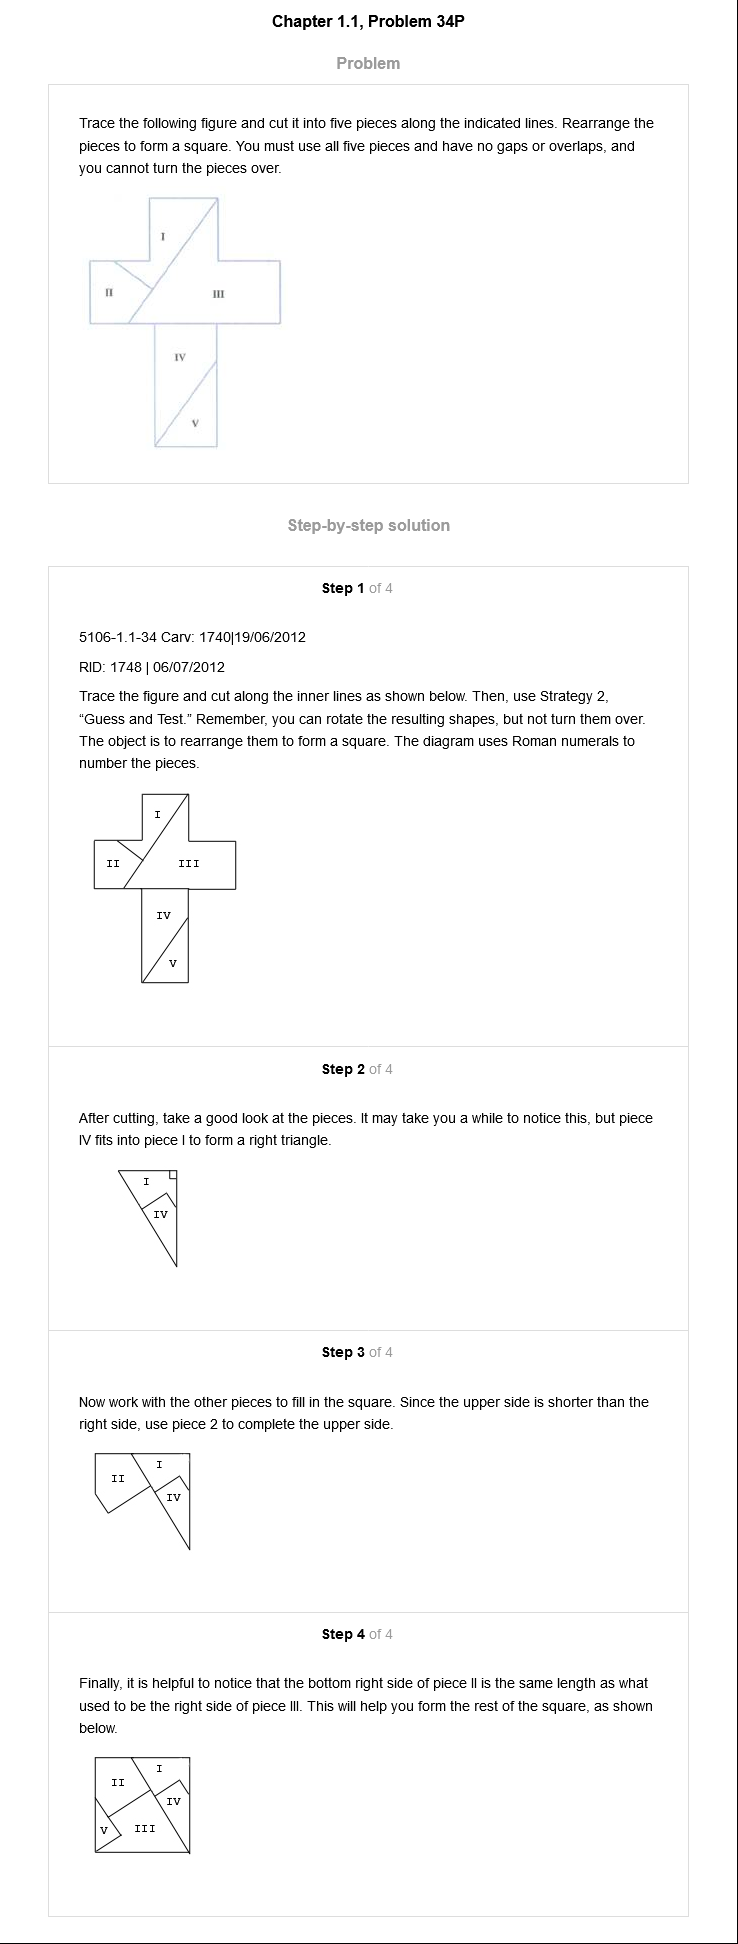 Chapter 1.1, Problem 34P
Problem
Trace the following figure and cut it into five pieces along the indicated lines. Rearrange the
pieces to form a square. You must use all five pieces and have no gaps or overlaps, and
you cannot turn the pieces over.
I
II
III
IV
V
Step-by-step solution
Step 1 of 4
5106-1.1-34 Carv: 1740|19/06/2012
RID: 1748 | 06/07/2012
Trace the figure and cut along the inner lines as shown below. Then, use Strategy 2,
“Guess and Test.” Remember, you can rotate the resulting shapes, but not turn them over.
The object is to rearrange them to form a square. The diagram uses Roman numerals to
number the pieces.
I
II
III
IV
V
Step 2 of 4
After cutting, take a good look at the pieces. It may take you a while to notice this, but piece
IV fits into piece I to form a right triangle.
I
IV
Step 3 of 4
Now work with the other pieces to fill in the square. Since the upper side is shorter than the
right side, use piece 2 to complete the upper side.
I
II
IV
Step 4 of 4
Finally, it is helpful to notice that the bottom right side of piece II is the same length as what
used to be the right side of piece III. This will help you form the rest of the square, as shown
below.
I
II
IV
V
III